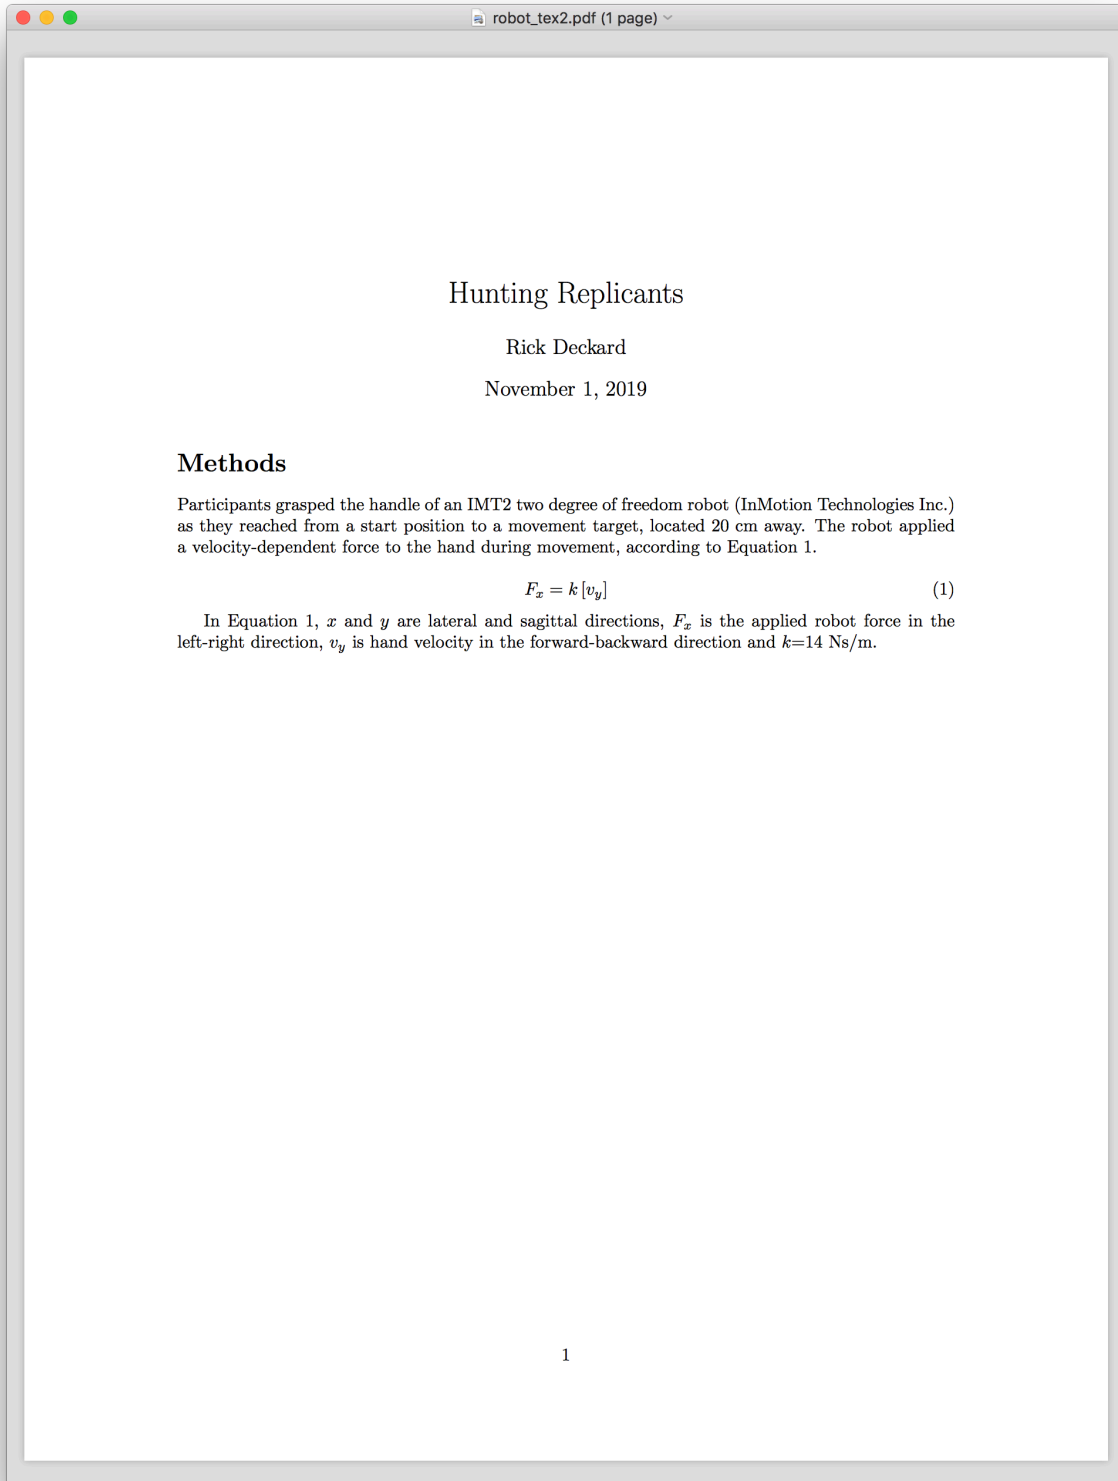 robot_tex2.pdf (1 page)
Hunting Replicants
Rick Deckard
November 1, 2019
Methods
Participants grasped the handle of an IMT2 two degree of freedom robot (InMotion Technologies Inc.)
as they reached from a start position to a movement target, located 20 cm away. The robot applied
a velocity-dependent force to the hand during movement, according to Equation 1.
F_x = k [v_y] (1)
In Equation 1, x and y are lateral and sagittal directions, F_x is the applied robot force in the
left-right direction, v_y is hand velocity in the forward-backward direction and k=14 Ns/m.
1